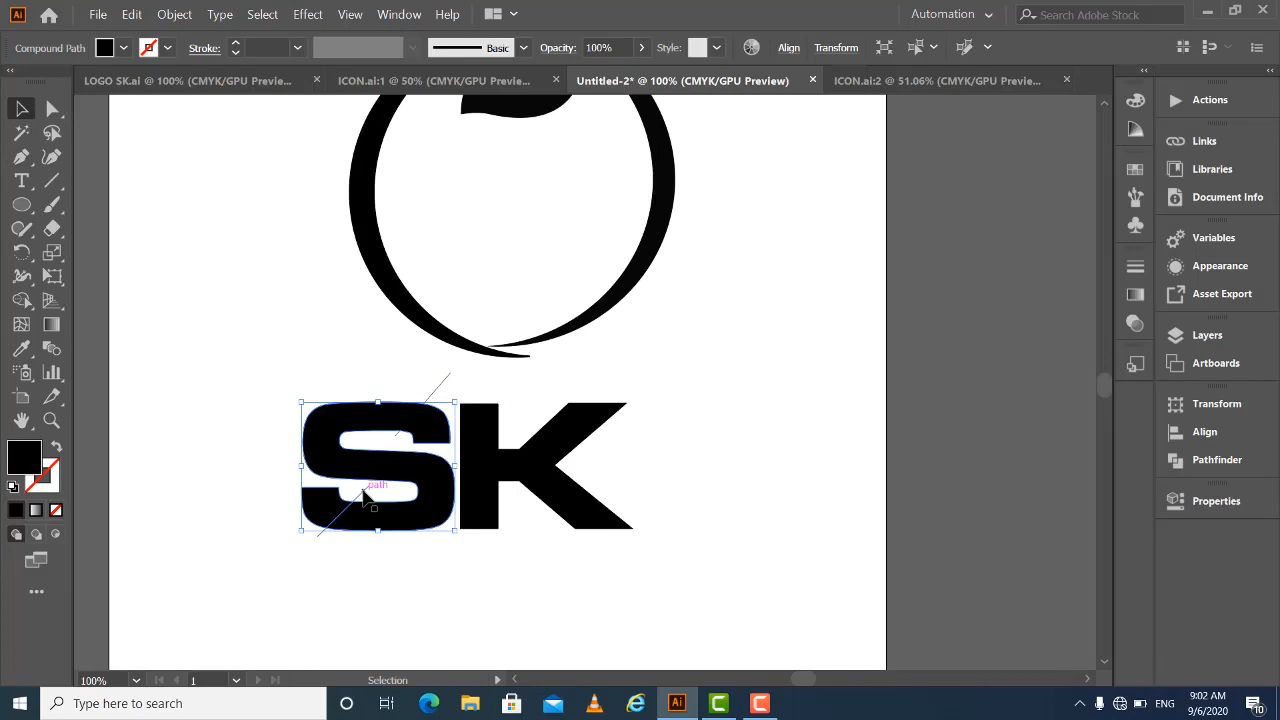 Ai File Edit Object Type Select Effect View Window Help Automation Search Adobe Stock
Compound Path Stroke: Basic Opacity: 100% Style: Align Transform
LOGO SK.ai @ 100% (CMYK/GPU Previe... ICON.ai:1 @ 50% (CMYK/GPU Previe... Untitled-2* @ 100% (CMYK/GPU Preview) ICON.ai:2 @ 51.06% (CMYK/GPU Previe...
Actions
Links
Libraries
Document Info
Variables
Appearance
Asset Export
Layers
Artboards
Transform
Align
Pathfinder
Properties
SK
path
100% 1 Selection
Type here to search
Ai
ENG
9:02 AM
9/6/2020
10